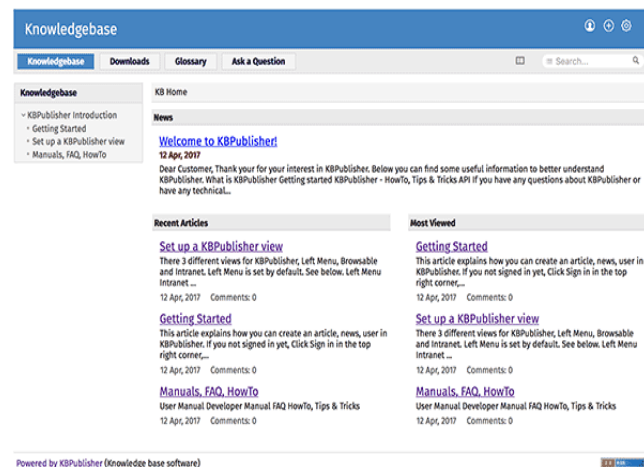 Knowledgebase
Knowledgebase Downloads Glossary Ask a Question Search...
Knowledgebase
KBPublisher Introduction
Getting Started
Set up a KBPublisher view
Manuals, FAQ, HowTo
KB Home
News
Welcome to KBPublisher!
12 Apr, 2017
Dear Customer, Thank your for your interest in KBPublisher. Below you can find some useful information to better understand
KBPublisher. What is KBPublisher Getting started KBPublisher - HowTo, Tips & Tricks API If you have any questions about KBPublisher or
have any technical...
Recent Articles
Set up a KBPublisher view
There 3 different views for KBPublisher, Left Menu, Browsable
and Intranet. Left Menu is set by default. See below. Left Menu
Intranet ...
12 Apr, 2017 Comments: 0
Getting Started
This article explains how you can create an article, news, user in
KBPublisher. If you not signed in yet, Click Sign in in the top
right corner,...
12 Apr, 2017 Comments: 0
Manuals, FAQ, HowTo
User Manual Developer Manual FAQ HowTo, Tips & Tricks
12 Apr, 2017 Comments: 0
Most Viewed
Getting Started
This article explains how you can create an article, news, user in
KBPublisher. If you not signed in yet, Click Sign in in the top
right corner,...
12 Apr, 2017 Comments: 0
Set up a KBPublisher view
There 3 different views for KBPublisher, Left Menu, Browsable
and Intranet. Left Menu is set by default. See below. Left Menu
Intranet ...
12 Apr, 2017 Comments: 0
Manuals, FAQ, HowTo
User Manual Developer Manual FAQ HowTo, Tips & Tricks
12 Apr, 2017 Comments: 0
Powered by KBPublisher (Knowledge base software)